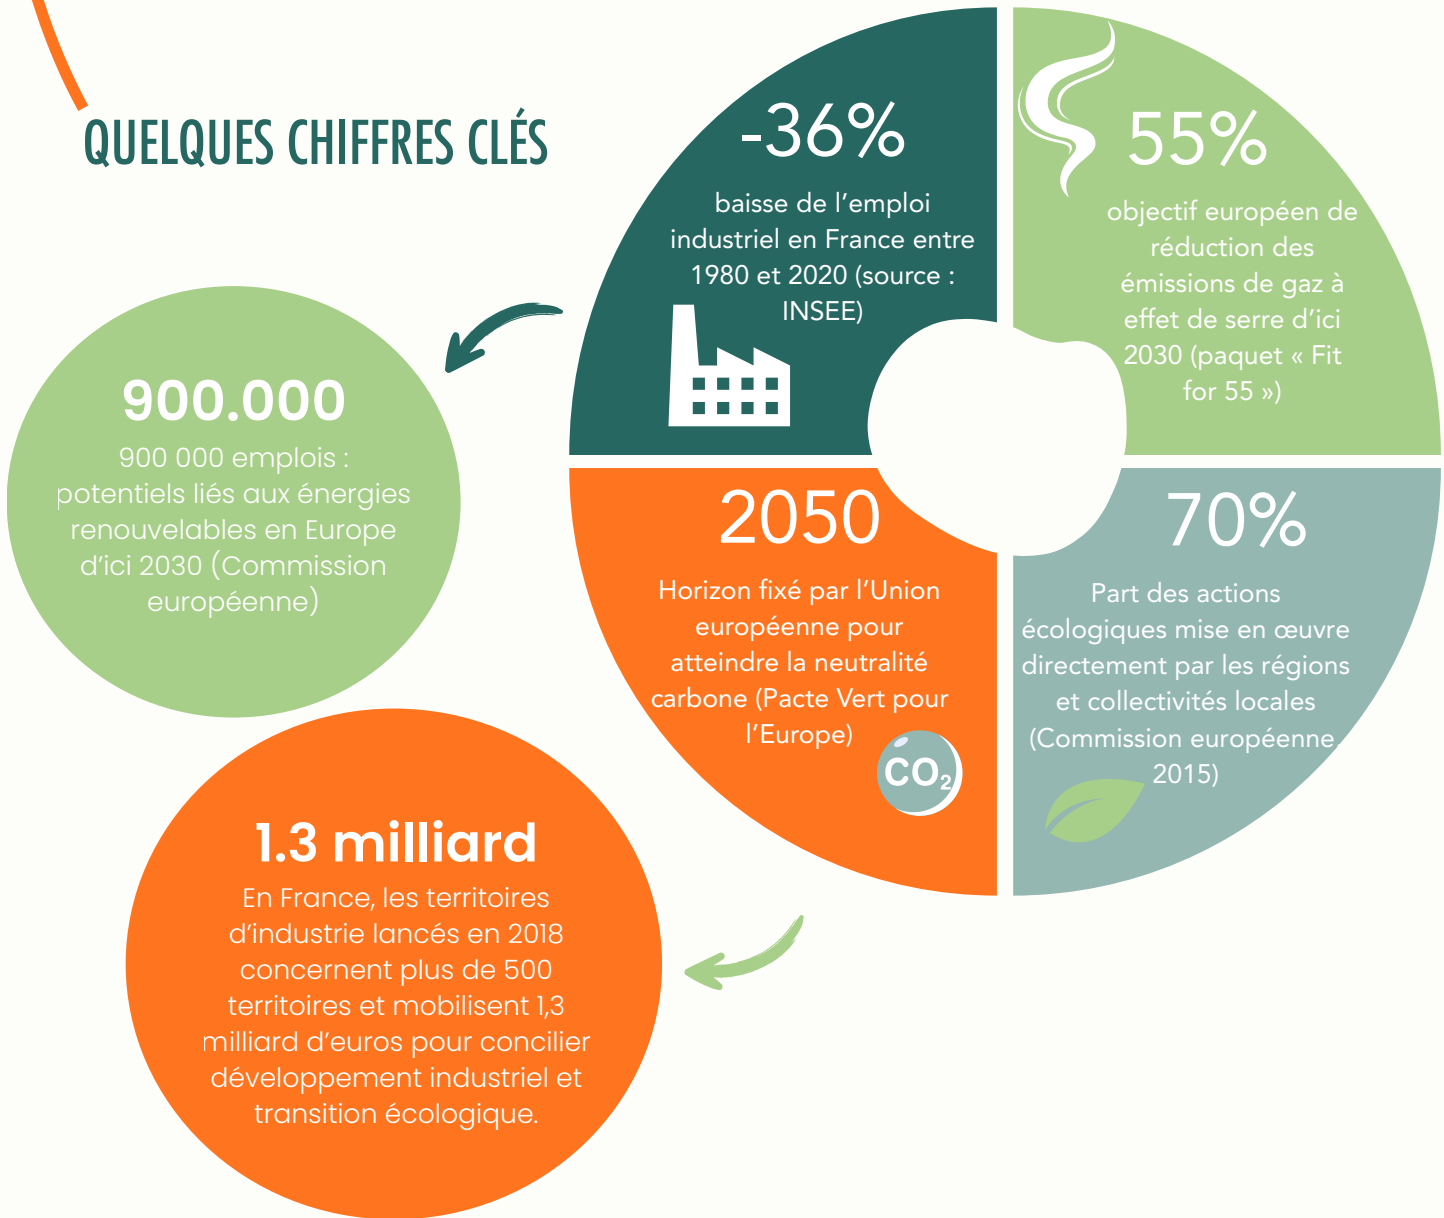 QUELQUES CHIFFRES CLÉS
-36%
baisse de l'emploi
industriel en France entre
1980 et 2020 (source :
INSEE)
55%
objectif européen de
réduction des
émissions de gaz à
effet de serre d'ici
2030 (paquet « Fit
for 55 »)
900.000
900 000 emplois :
potentiels liés aux énergies
renouvelables en Europe
d'ici 2030 (Commission
européenne)
2050
Horizon fixé par l'Union
européenne pour
atteindre la neutralité
carbone (Pacte Vert pour
l'Europe)
CO₂
70%
Part des actions
écologiques mise en œuvre
directement par les régions
et collectivités locales
(Commission européenne,
2015)
1.3 milliard
En France, les territoires
d'industrie lancés en 2018
concernent plus de 500
territoires et mobilisent 1,3
milliard d'euros pour concilier
développement industriel et
transition écologique.